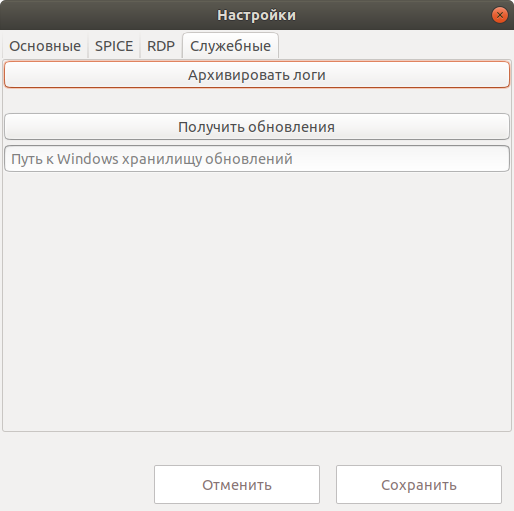 Настройки
Основные SPICE RDP Служебные
Архивировать логи
Получить обновления
Путь к Windows хранилищу обновлений
Отменить Сохранить